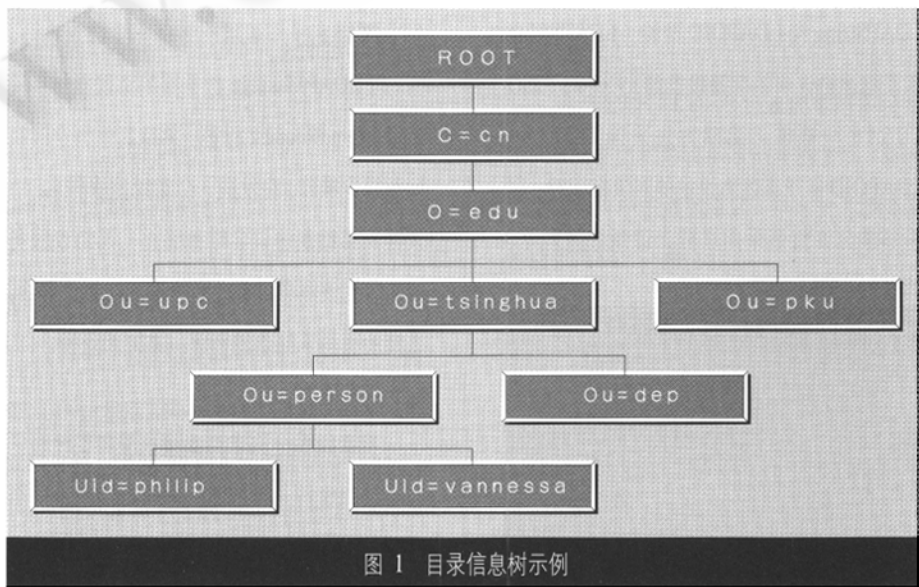 www.
ROOT
C=cn
O=edu
Ou=upc
Ou=tsinghua
Ou=pku
Ou=person
Ou=dep
Uid=philip
Uid=vannessa
图 1 目录信息树示例